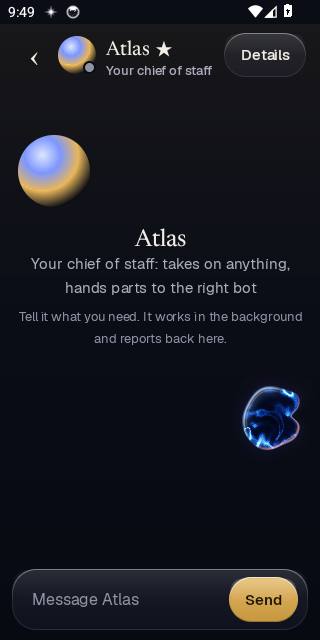 9:49
Atlas ★
Your chief of staff
Details
Atlas
Your chief of staff: takes on anything,
hands parts to the right bot
Tell it what you need. It works in the background
and reports back here.
Message Atlas
Send